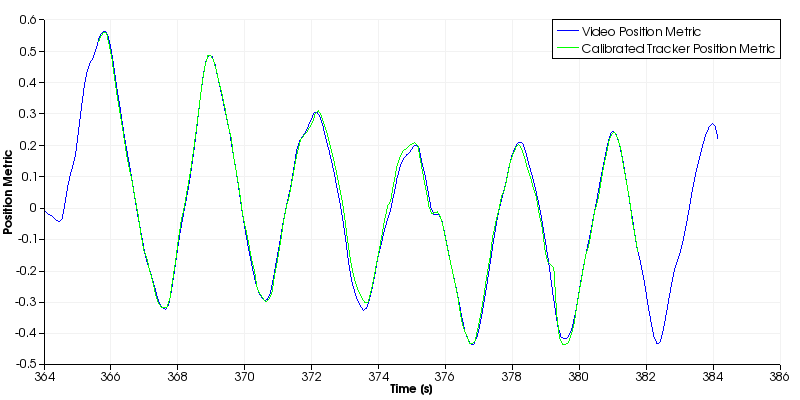 0.6
0.5
0.4
0.3
0.2
0.1
0
-0.1
-0.2
-0.3
-0.4
-0.5
Position Metric
Video Position Metric
Calibrated Tracker Position Metric
364 366 368 370 372 374 376 378 380 382 384 386
Time (s)